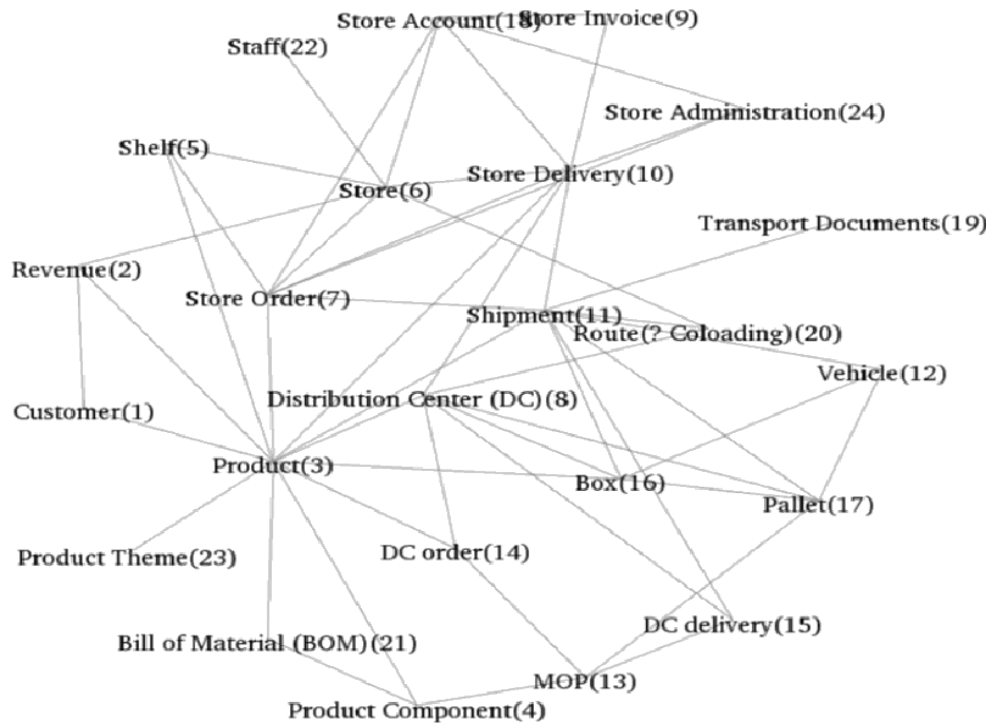 Store Account(18)
Store Invoice(9)
Staff(22)
Store Administration(24)
Shelf(5)
Store Delivery(10)
Store(6)
Transport Documents(19)
Revenue(2)
Store Order(7)
Shipment(11)
Route(? Coloading)(20)
Vehicle(12)
Distribution Center (DC)(8)
Customer(1)
Product(3)
Box(16)
Pallet(17)
Product Theme(23)
DC order(14)
DC delivery(15)
Bill of Material (BOM)(21)
MOP(13)
Product Component(4)